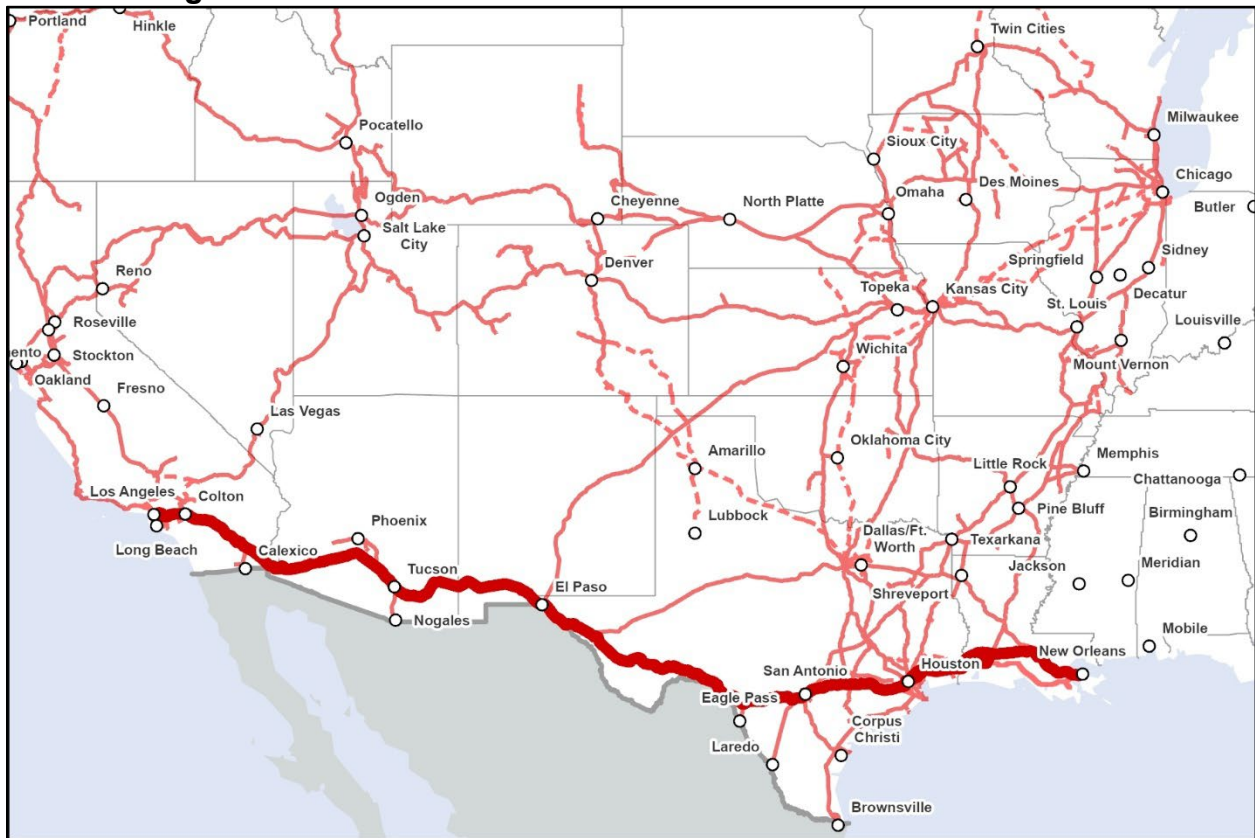 Portland
Hinkle
Twin Cities
Pocatello
Milwaukee
Sioux City
Chicago
Ogden
Cheyenne
North Platte
Omaha
Des Moines
Butler
Salt Lake
City
Reno
Denver
Springfield
Sidney
Topeka
Kansas City
St. Louis
Decatur
Roseville
Louisville
mento
Stockton
Wichita
Mount Vernon
Oakland
Fresno
Las Vegas
Amarillo
Oklahoma City
Little Rock
Memphis
Chattanooga
Los Angeles
Colton
Pine Bluff
Birmingham
Phoenix
Lubbock
Dallas/Ft.
Worth
Texarkana
Long Beach
Calexico
Tucson
El Paso
Jackson
Meridian
Shreveport
Nogales
Mobile
San Antonio
Houston
New Orleans
Eagle Pass
Corpus
Christi
Laredo
Brownsville